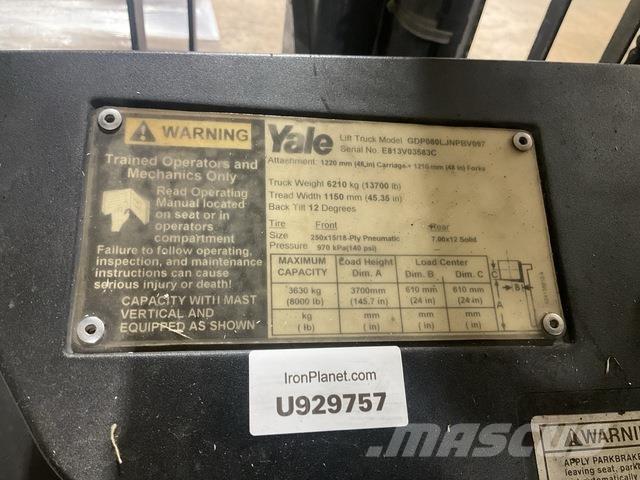 WARNING
Trained Operators and
Mechanics Only
Read Operating
Manual located
on seat or in
operators
compartment
Failure to follow operating,
inspection, and maintenance
instructions can cause
serious injury or death!
CAPACITY WITH MAST
VERTICAL AND
EQUIPPED AS SHOWN
Yale
Lift Truck Model GDP080LJNPBV097
Serial No. E813V03583C
Attachment: 1220 mm (48 in) Carriage + 1210 mm (48 in) Forks
Truck Weight 6210 kg (13700 lb)
Tread Width 1150 mm (45.35 in)
Back Tilt 12 Degrees
Tire Front Rear
Size 250x15/18-Ply Pneumatic 7.00x12 Solid
Pressure 970 kPa(140 psi)
MAXIMUM CAPACITY Load Height Dim. A Load Center Dim. B Dim. C
3630 kg 3700mm 610 mm 610 mm
(8000 lb) (145.7 in) (24 in) (24 in)
kg mm mm mm
( lb) ( in) ( in) ( in)
C
B
A
IronPlanet.com
U929757
WARNI
APPLY PARKBRAKE
leaving seat, park
mascus